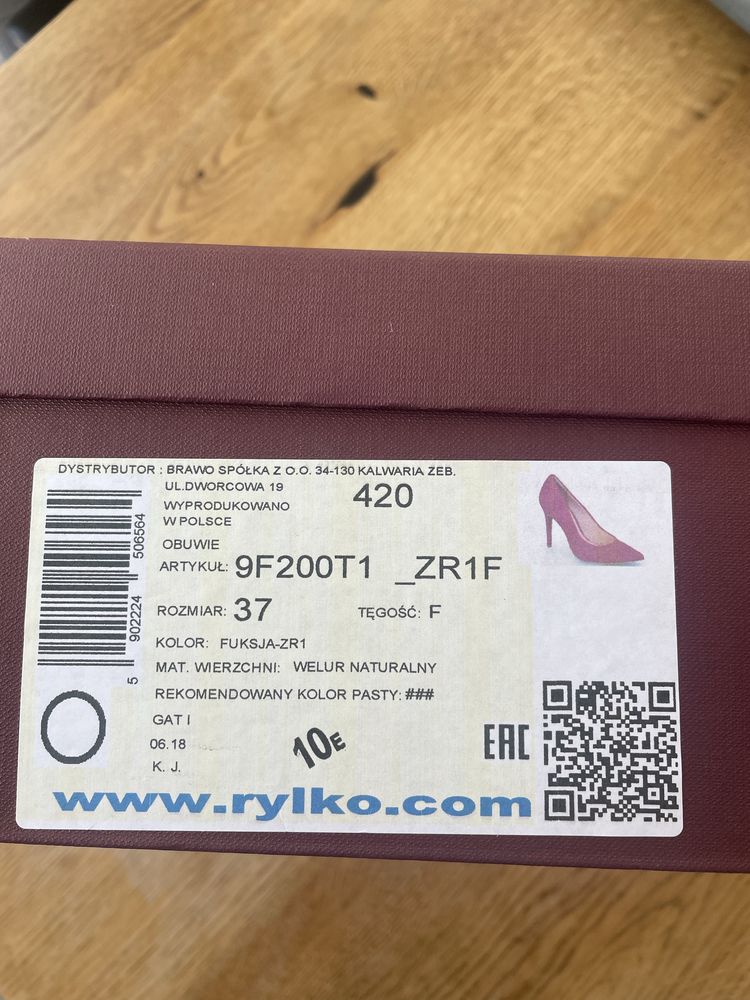 DYSTRYBUTOR : BRAWO SPÓŁKA Z O.O. 34-130 KALWARIA ZEB.
UL.DWORCOWA 19
420
WYPRODUKOWANO
W POLSCE
OBUWIE
ARTYKUŁ: 9F200T1 _ZR1F
ROZMIAR: 37 TĘGOŚĆ: F
KOLOR: FUKSJA-ZR1
MAT. WIERZCHNI: WELUR NATURALNY
REKOMENDOWANY KOLOR PASTY: ###
GAT I
06.18
K. J.
10E
EAC
www.rylko.com
5 902224 506564